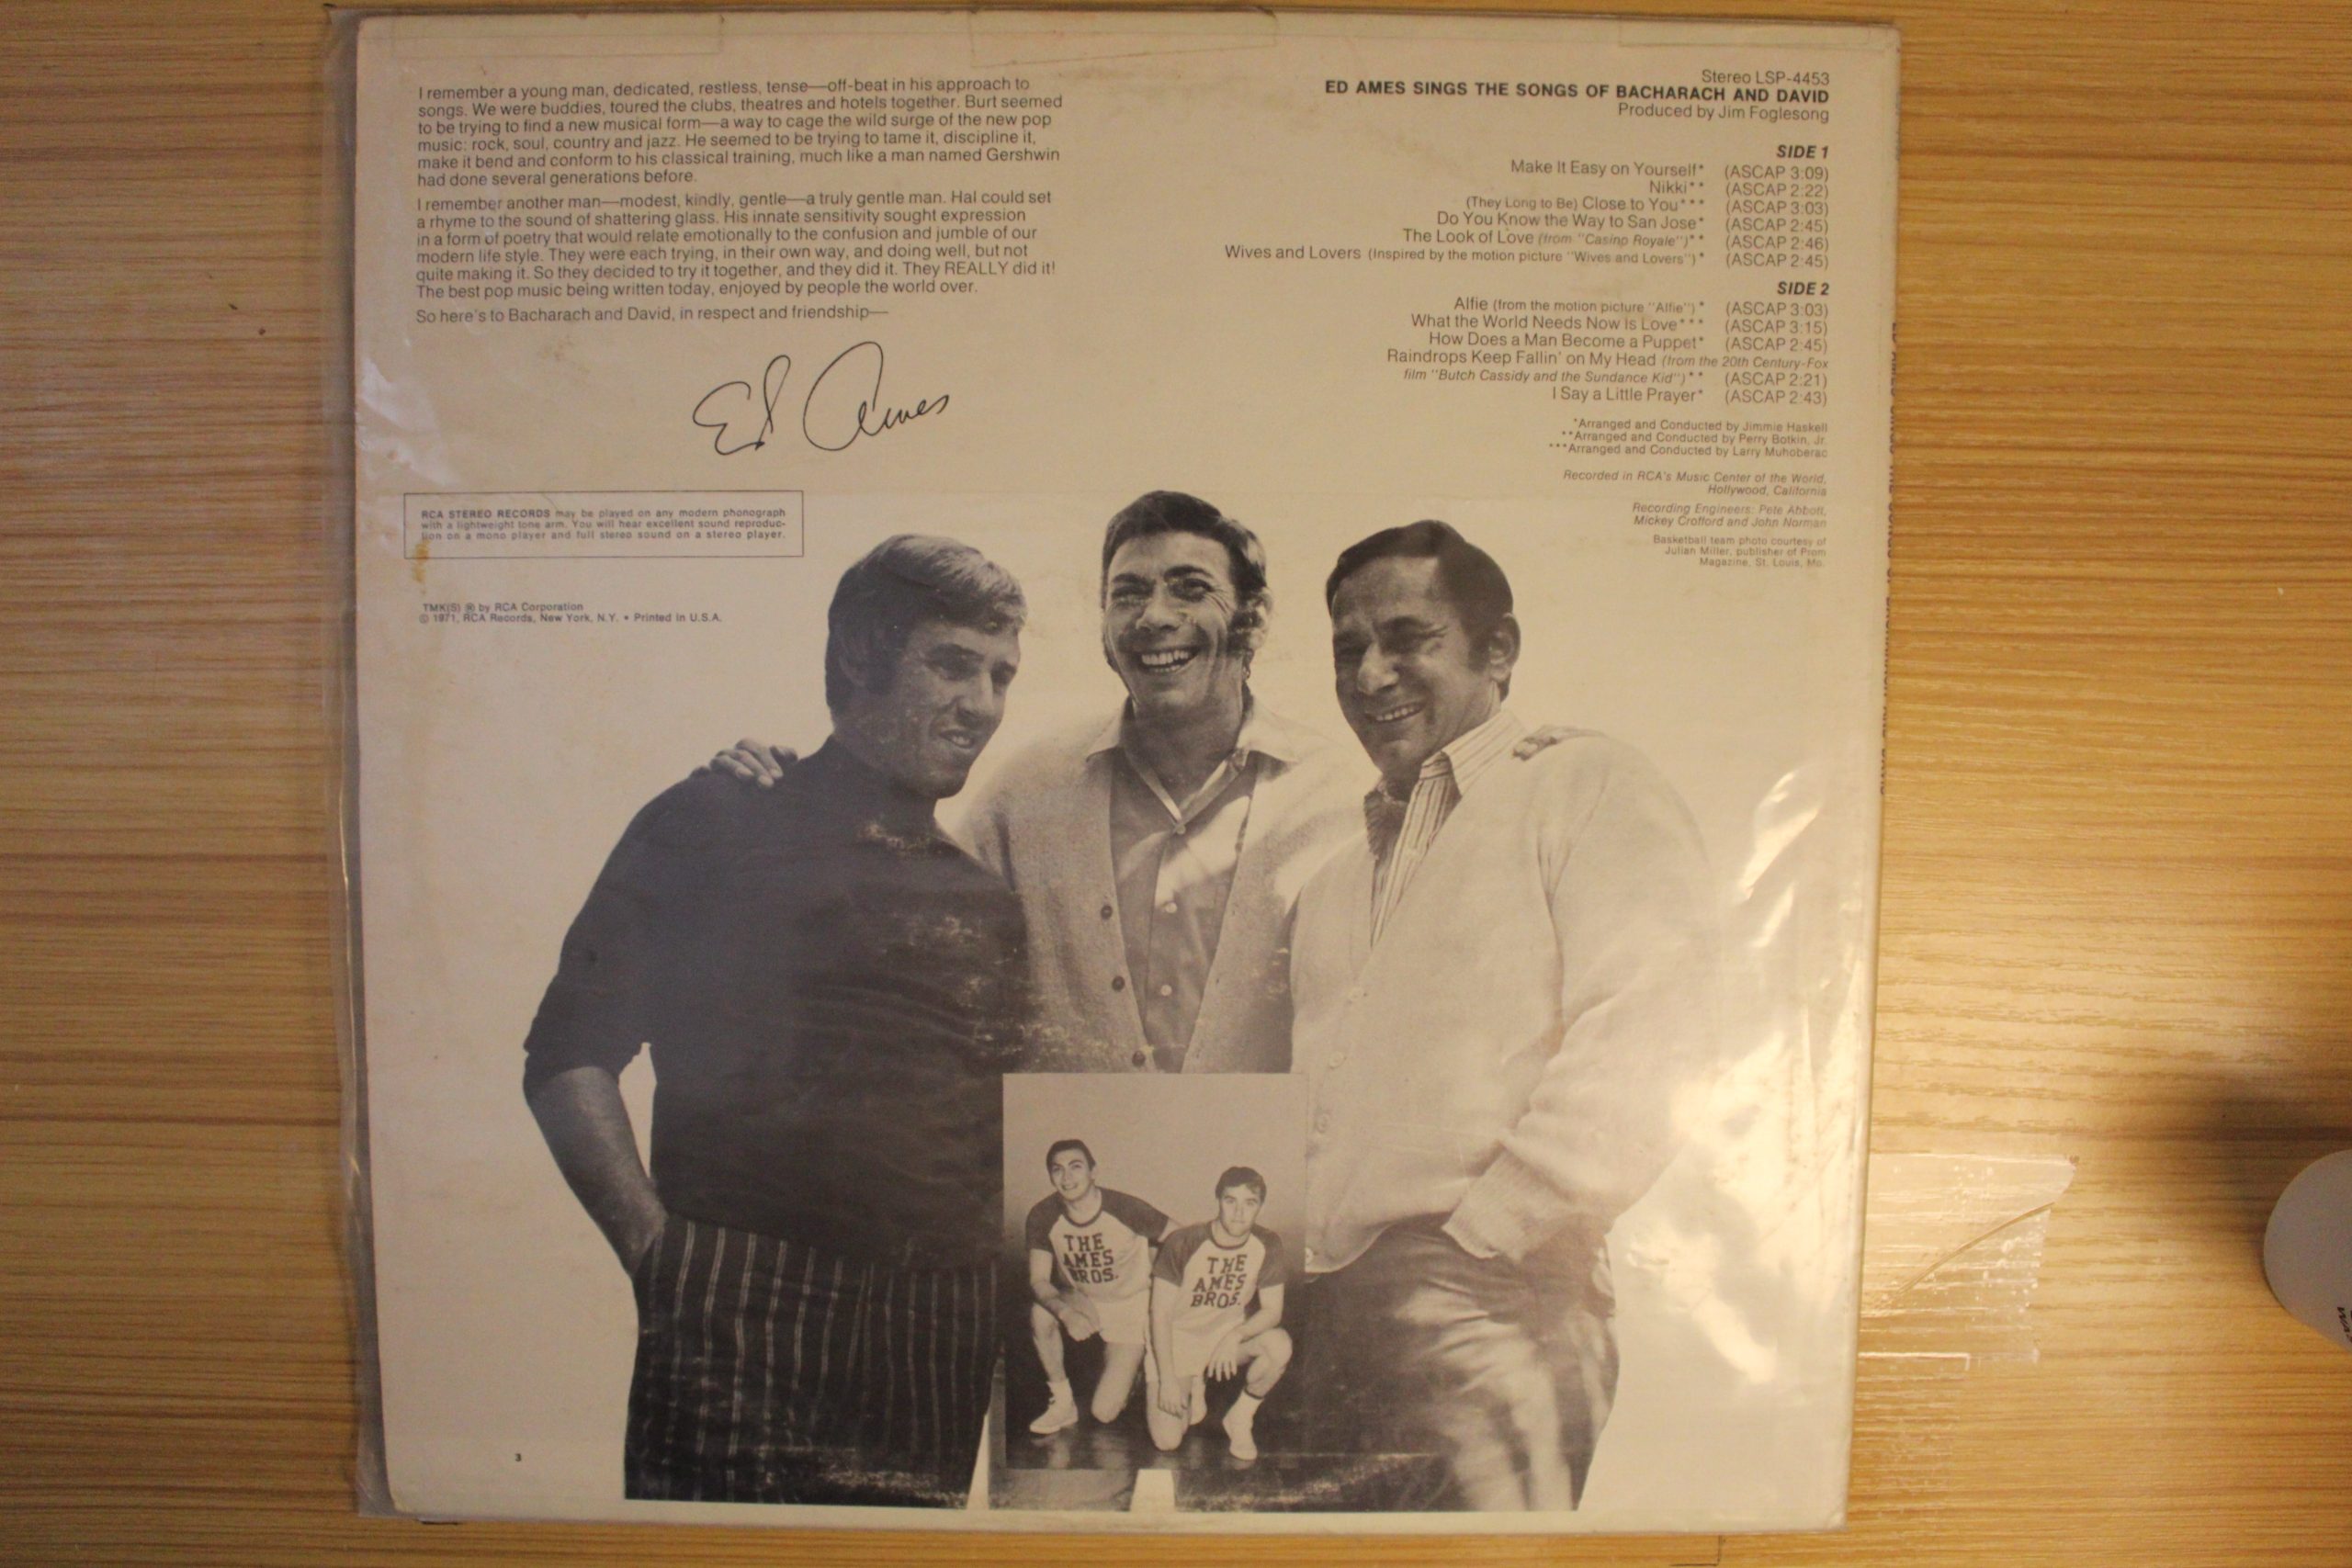 I remember a young man, dedicated, restless, tense—off-beat in his approach to
songs. We were buddies, toured the clubs, theatres and hotels together. Burt seemed
to be trying to find a new musical form—a way to cage the wild surge of the new pop
music: rock, soul, country and jazz. He seemed to be trying to tame it, discipline it,
make it bend and conform to his classical training, much like a man named Gershwin
had done several generations before.
I remember another man—modest, kindly, gentle—a truly gentle man. Hal could set
a rhyme to the sound of shattering glass. His innate sensitivity sought expression
in a form of poetry that would relate emotionally to the confusion and jumble of our
modern life style. They were each trying, in their own way, and doing well, but not
quite making it. So they decided to try it together, and they did it. They REALLY did it!
The best pop music being written today, enjoyed by people the world over.
So here's to Bacharach and David, in respect and friendship—
Ed Ames
RCA STEREO RECORDS may be played on any modern phonograph
with a lightweight tone arm. You will hear excellent sound reproduc-
tion on a mono player and full stereo sound on a stereo player.
TMK(S) ® by RCA Corporation
© 1971, RCA Records, New York, N.Y. • Printed in U.S.A.
Stereo LSP-4453
ED AMES SINGS THE SONGS OF BACHARACH AND DAVID
Produced by Jim Foglesong
SIDE 1
Make It Easy on Yourself* (ASCAP 3:09)
Nikki** (ASCAP 2:22)
(They Long to Be) Close to You*** (ASCAP 3:03)
Do You Know the Way to San Jose* (ASCAP 2:45)
The Look of Love (from "Casino Royale")** (ASCAP 2:46)
Wives and Lovers (Inspired by the motion picture "Wives and Lovers")* (ASCAP 2:45)
SIDE 2
Alfie (from the motion picture "Alfie")* (ASCAP 3:03)
What the World Needs Now Is Love*** (ASCAP 3:15)
How Does a Man Become a Puppet* (ASCAP 2:45)
Raindrops Keep Fallin' on My Head (from the 20th Century-Fox
film "Butch Cassidy and the Sundance Kid")** (ASCAP 2:21)
I Say a Little Prayer* (ASCAP 2:43)
*Arranged and Conducted by Jimmie Haskell
**Arranged and Conducted by Perry Botkin, Jr.
***Arranged and Conducted by Larry Muhoberac
Recorded in RCA's Music Center of the World,
Hollywood, California
Recording Engineers: Pete Abbott,
Mickey Crofford and John Norman
Basketball team photo courtesy of
Julian Miller, publisher of Prom
Magazine, St. Louis, Mo.
THE
AMES
BROS.
THE
AMES
BROS.
3